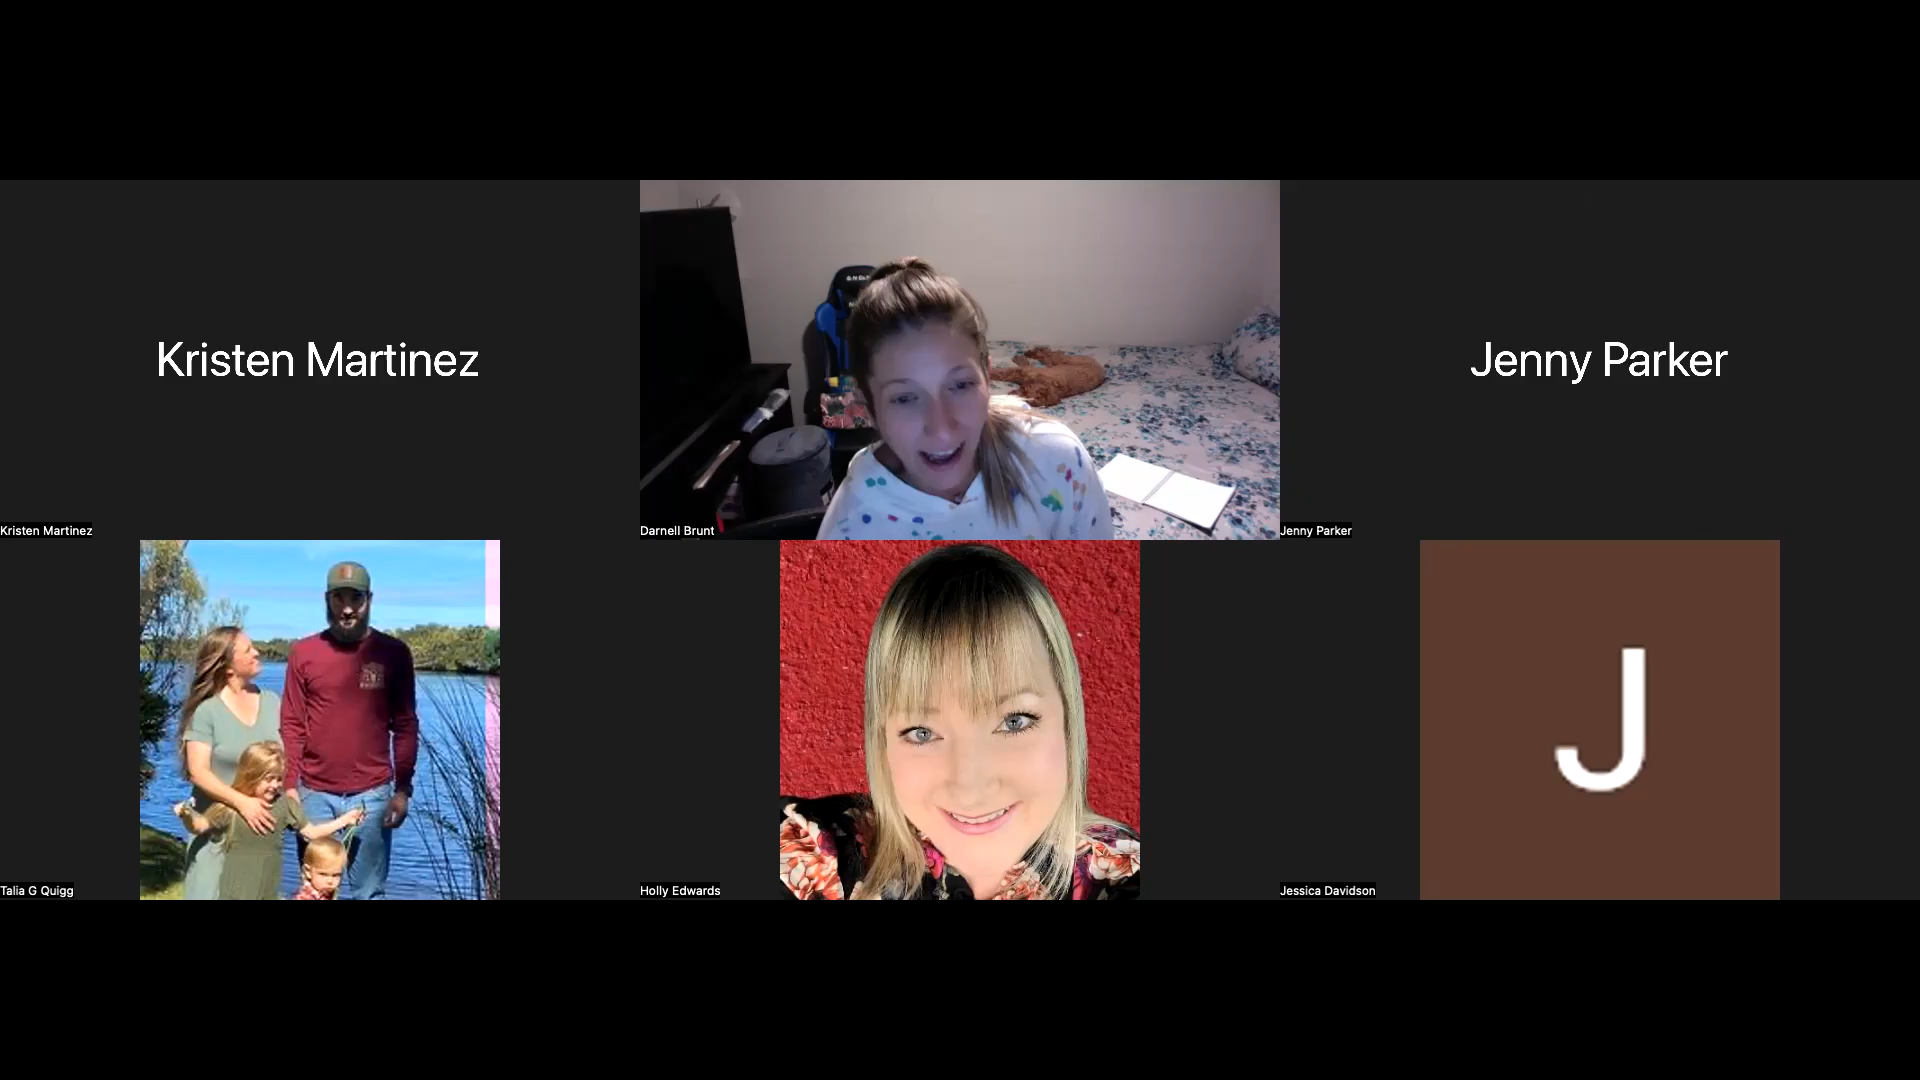 Kristen Martinez
Jenny Parker
Kristen Martinez
Darnell Brunt
Jenny Parker
J
Talia G Quigg
Holly Edwards
Jessica Davidson